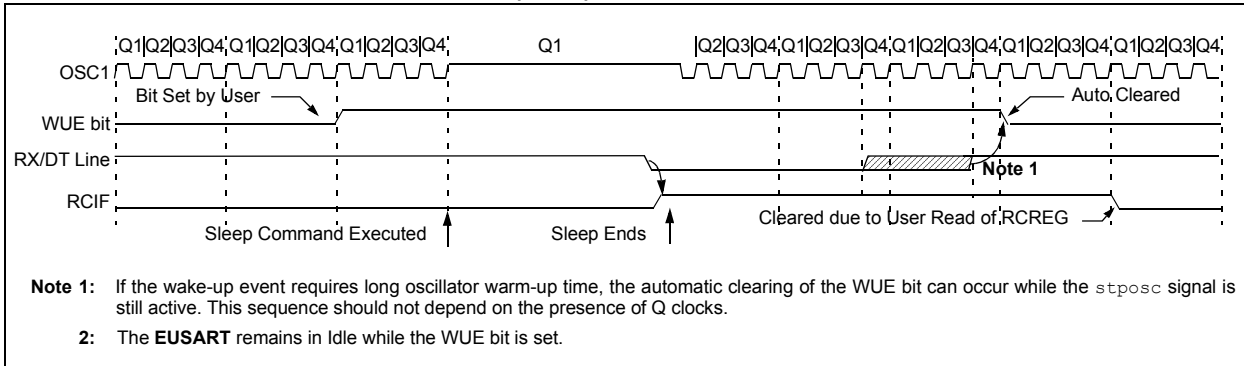 Q1|Q2|Q3|Q4 Q1|Q2|Q3|Q4 Q1|Q2|Q3|Q4 Q1 |Q2|Q3|Q4 Q1|Q2|Q3|Q4 Q1|Q2|Q3|Q4 Q1|Q2|Q3|Q4 Q1|Q2|Q3|Q4
OSC1
Bit Set by User
Auto Cleared
WUE bit
RX/DT Line
Note 1
RCIF
Cleared due to User Read of RCREG
Sleep Command Executed
Sleep Ends
Note 1: If the wake-up event requires long oscillator warm-up time, the automatic clearing of the WUE bit can occur while the stposc signal is
still active. This sequence should not depend on the presence of Q clocks.
2: The EUSART remains in Idle while the WUE bit is set.